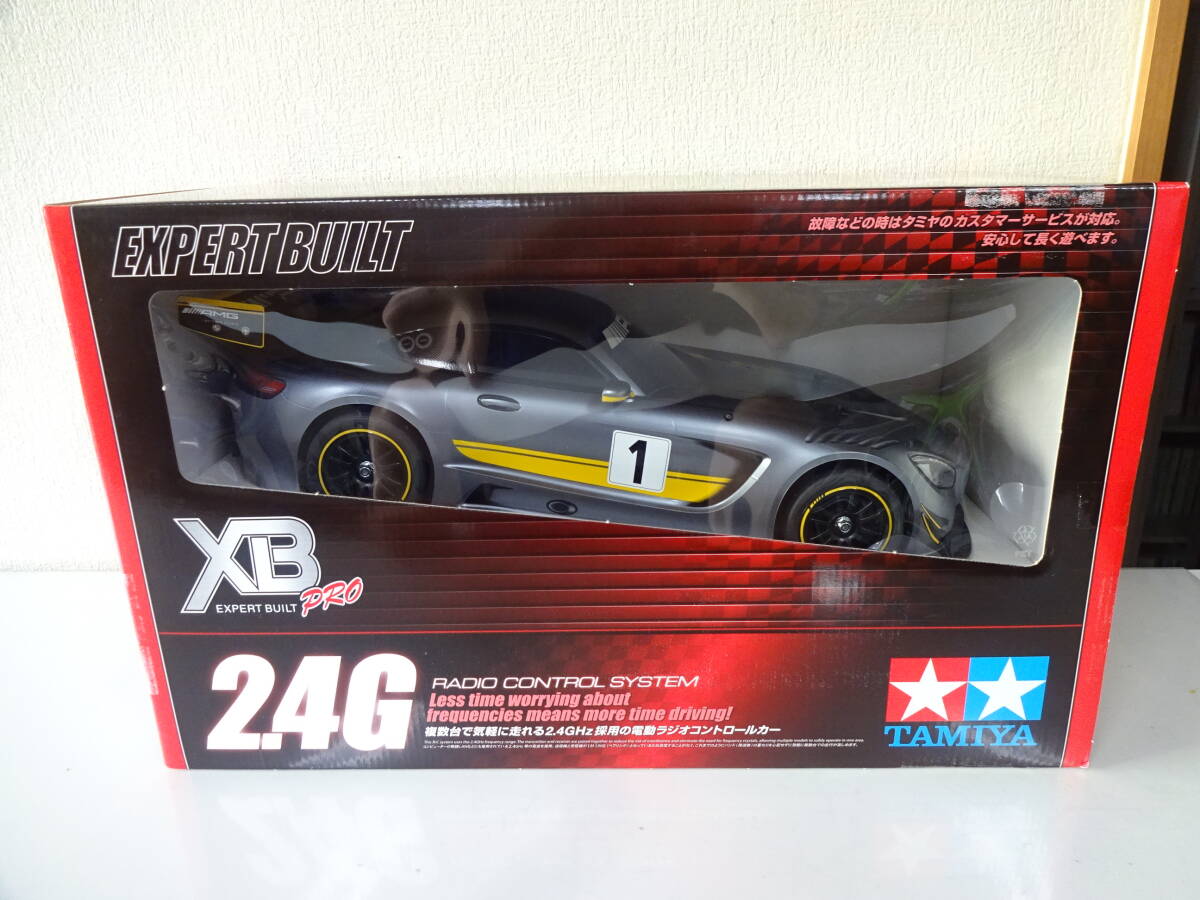 EXPERT BUILT
故障などの時はタミヤのカスタマーサービスが対応。
安心して長く遊べます。
AMG
1
XB PRO
EXPERT BUILT
PET
2.4G
RADIO CONTROL SYSTEM
Less time worrying about
frequencies means more time driving!
複数台で気軽に走れる2.4GHz採用の電動ラジオコントロールカー
TAMIYA